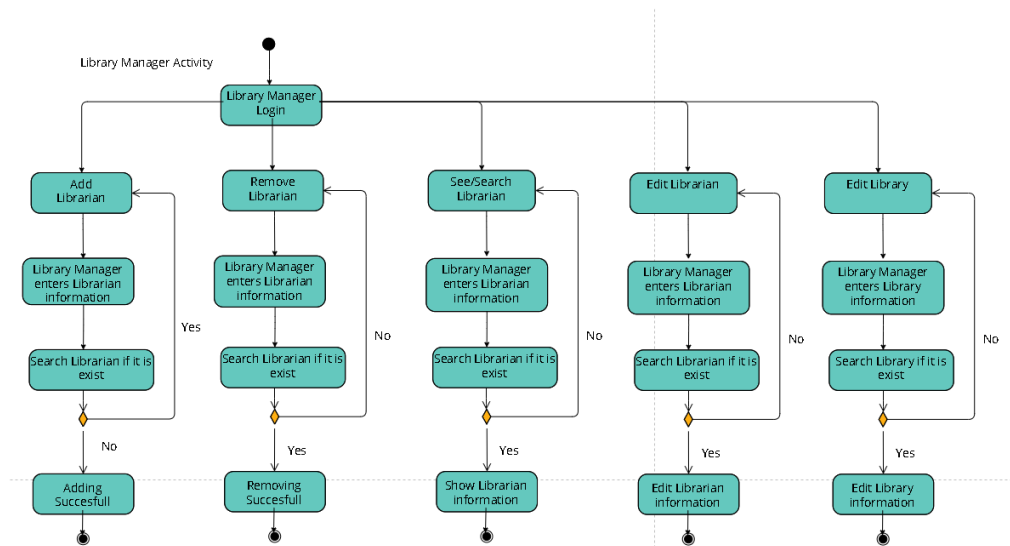 Library Manager Activity
Library Manager
Login
Add
Librarian
Remove
Librarian
See/Search
Librarian
Edit Librarian
Edit Library
Library Manager
enters Librarian
information
Library Manager
enters Librarian
information
Library Manager
enters Librarian
information
Library Manager
enters Librarian
information
Library Manager
enters Library
information
Yes
No
No
No
No
Search Librarian if it is
exist
Search Librarian if it is
exist
Search Librarian if it is
exist
Search Librarian if it is
exist
Search Library if it is
exist
No
Yes
Yes
Yes
Yes
Adding
Succesfull
Removing
Succesfull
Show Librarian
information
Edit Librarian
information
Edit Library
information